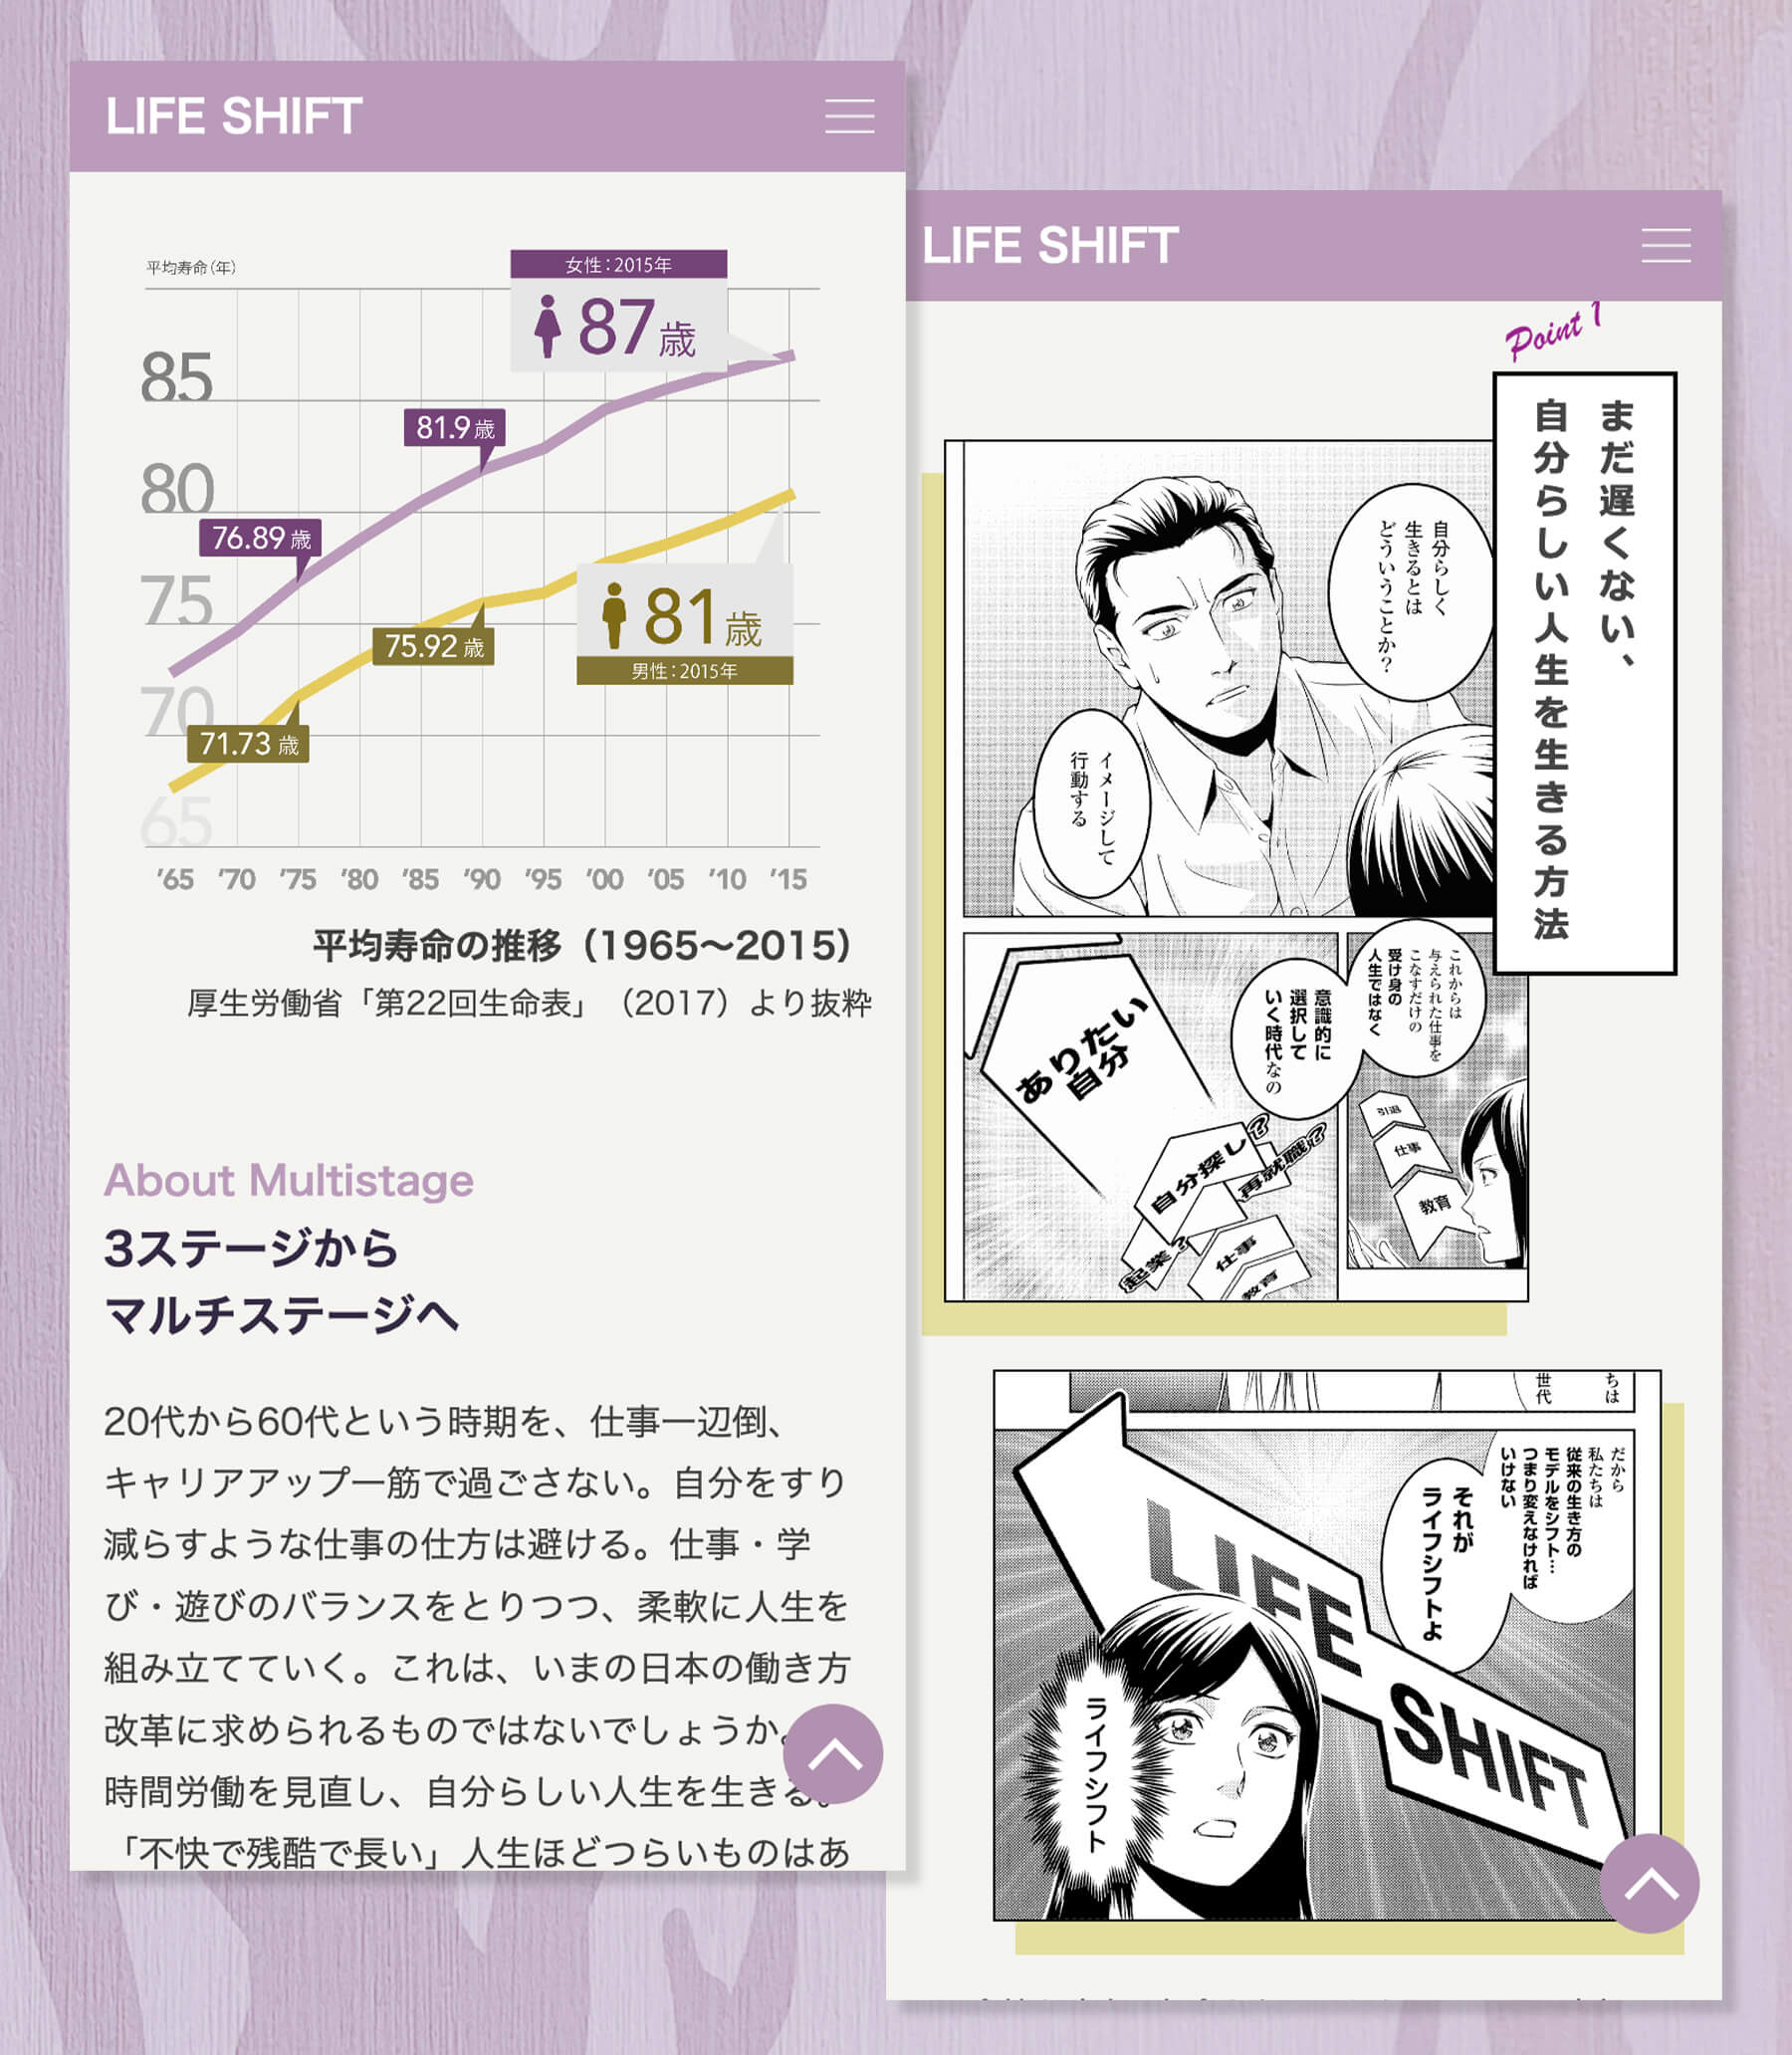 LIFE SHIFT
平均寿命(年)
女性：2015年
87歳
85
81.9歳
80
76.89歳
75
81歳
75.92歳
男性：2015年
70
71.73歳
65
'65 '70 '75 '80 '85 '90 '95 '00 '05 '10 '15
平均寿命の推移（1965〜2015）
厚生労働省「第22回生命表」（2017）より抜粋
About Multistage
3ステージから
マルチステージへ
20代から60代という時期を、仕事一辺倒、
キャリアアップ一筋で過ごさない。自分をすり
減らすような仕事の仕方は避ける。仕事・学
び・遊びのバランスをとりつつ、柔軟に人生を
組み立てていく。これは、いまの日本の働き方
改革に求められるものではないでしょうか。
時間労働を見直し、自分らしい人生を生きる。
「不快で残酷で長い」人生ほどつらいものはあ
LIFE SHIFT
Point 1
まだ遅くない、
自分らしい人生を生きる方法
自分らしく
生きるとは
どういうことか？
イメージして
行動する
これからは
与えられた仕事を
こなすだけの
受け身の
人生ではなく
意識的に
選択して
いく時代なの
ありたい
自分
自分探し？
再就職？
起業？
仕事
教育
引退
仕事
教育
ちは
世代
だから
私たちは
従来の生き方の
モデルをシフト…
つまり変えなければ
いけない
それが
ライフシフトよ
LIFE SHIFT
ライフシフト